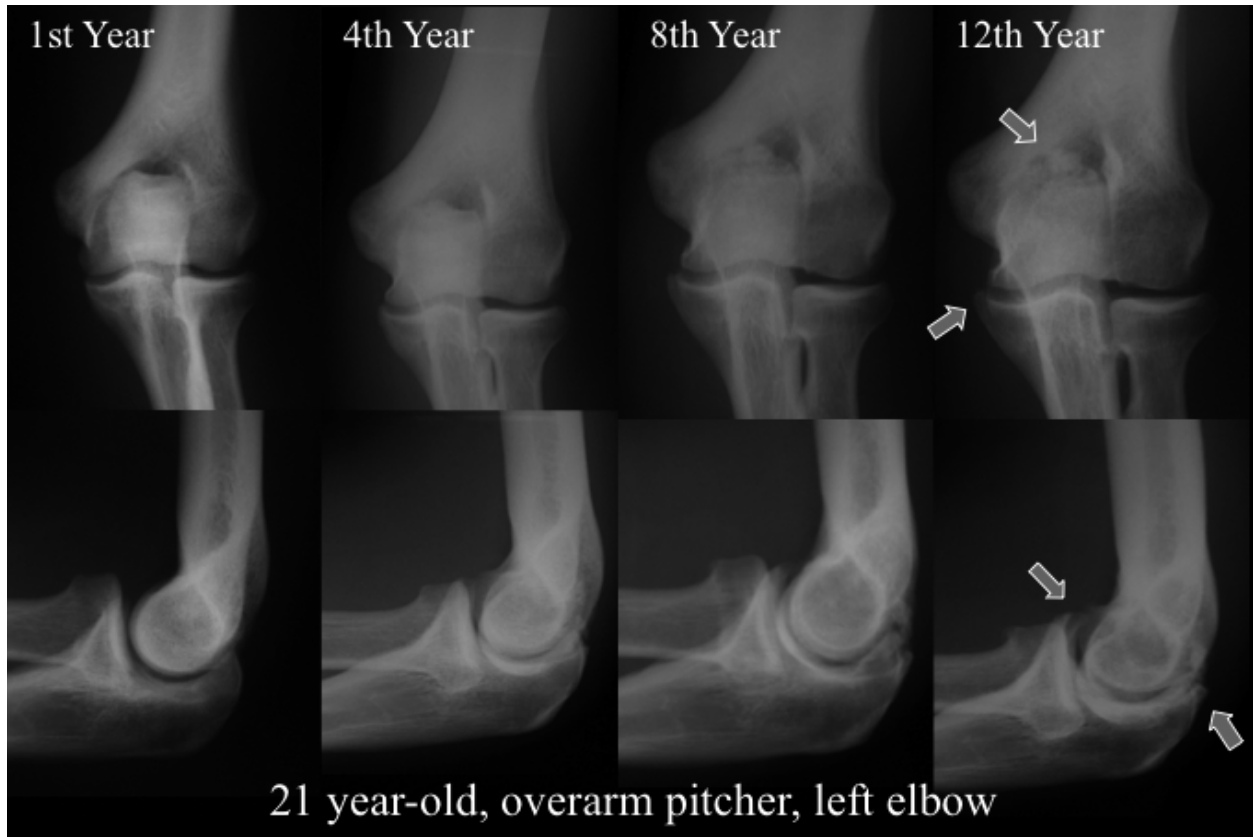 1st Year
4th Year
8th Year
12th Year
21 year-old, overarm pitcher, left elbow